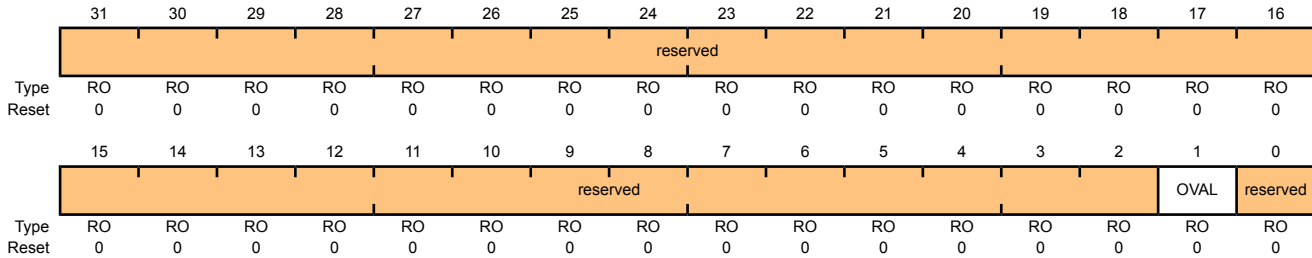 31 30 29 28 27 26 25 24 23 22 21 20 19 18 17 16
reserved
Type RO RO RO RO RO RO RO RO RO RO RO RO RO RO RO RO
Reset 0 0 0 0 0 0 0 0 0 0 0 0 0 0 0 0
15 14 13 12 11 10 9 8 7 6 5 4 3 2 1 0
reserved OVAL reserved
Type RO RO RO RO RO RO RO RO RO RO RO RO RO RO RO RO
Reset 0 0 0 0 0 0 0 0 0 0 0 0 0 0 0 0